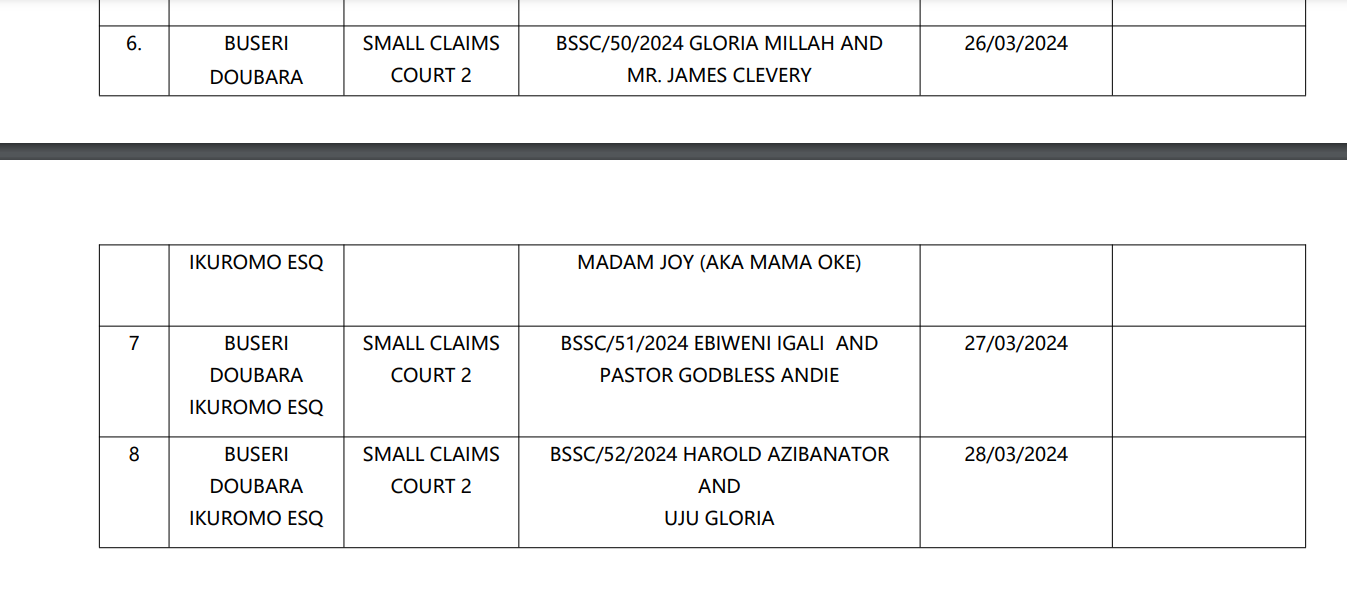 6.
BUSERI
DOUBARA
SMALL CLAIMS
COURT 2
BSSC/50/2024 GLORIA MILLAH AND
MR. JAMES CLEVERY
26/03/2024
IKUROMO ESQ
MADAM JOY (AKA MAMA OKE)
7
BUSERI
DOUBARA
IKUROMO ESQ
SMALL CLAIMS
COURT 2
BSSC/51/2024 EBIWENI IGALI  AND
PASTOR GODBLESS ANDIE
27/03/2024
8
BUSERI
DOUBARA
IKUROMO ESQ
SMALL CLAIMS
COURT 2
BSSC/52/2024 HAROLD AZIBANATOR
AND
UJU GLORIA
28/03/2024